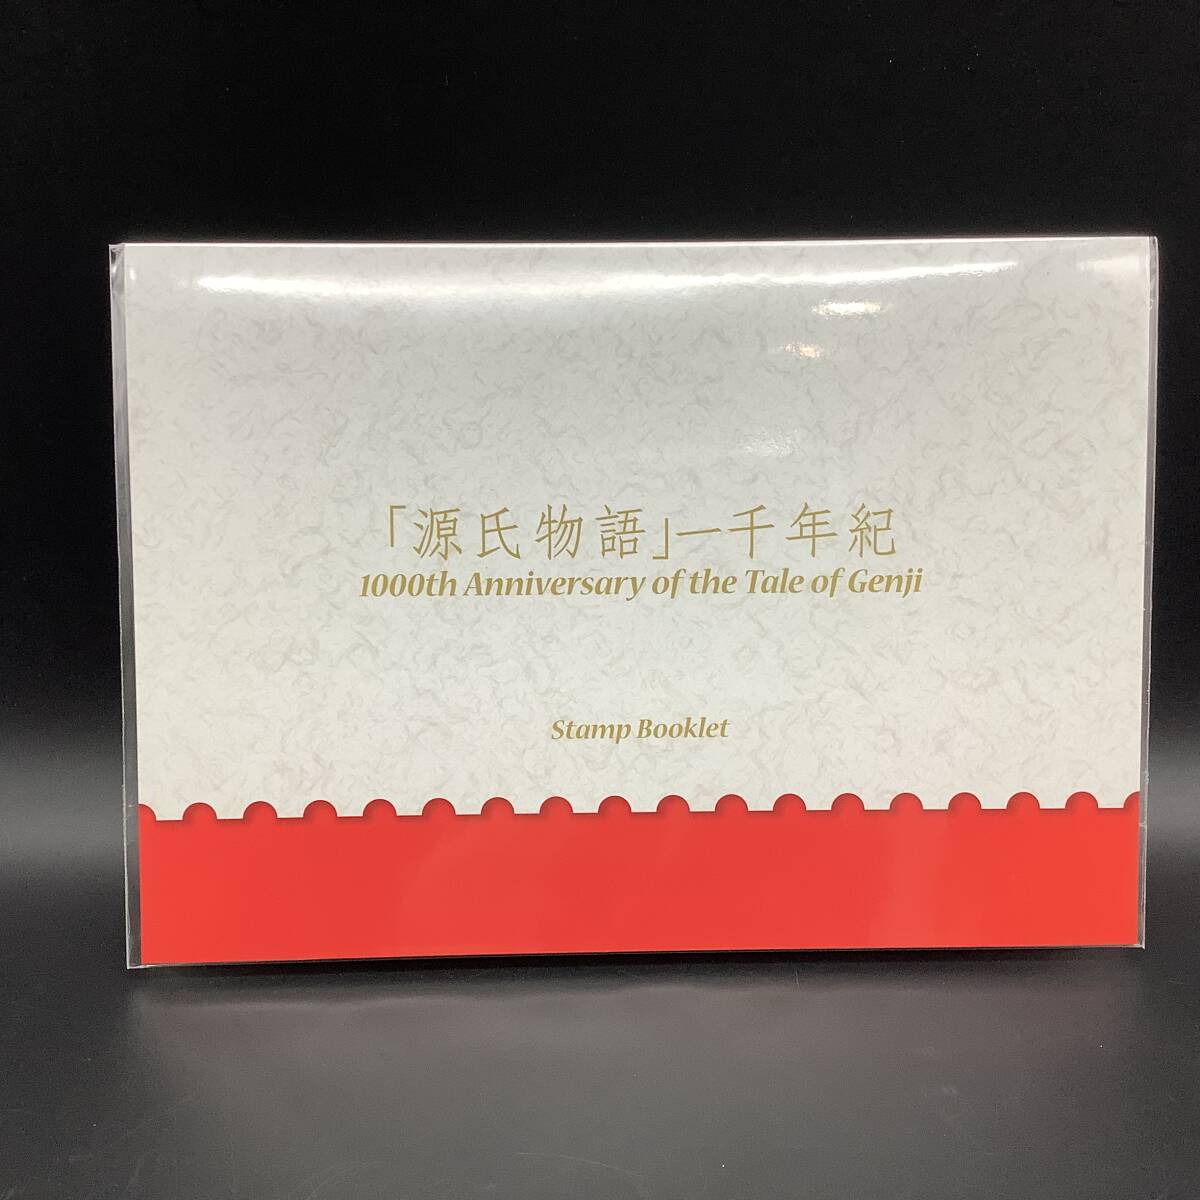 「源氏物語」一千年紀
1000th Anniversary of the Tale of Genji
Stamp Booklet